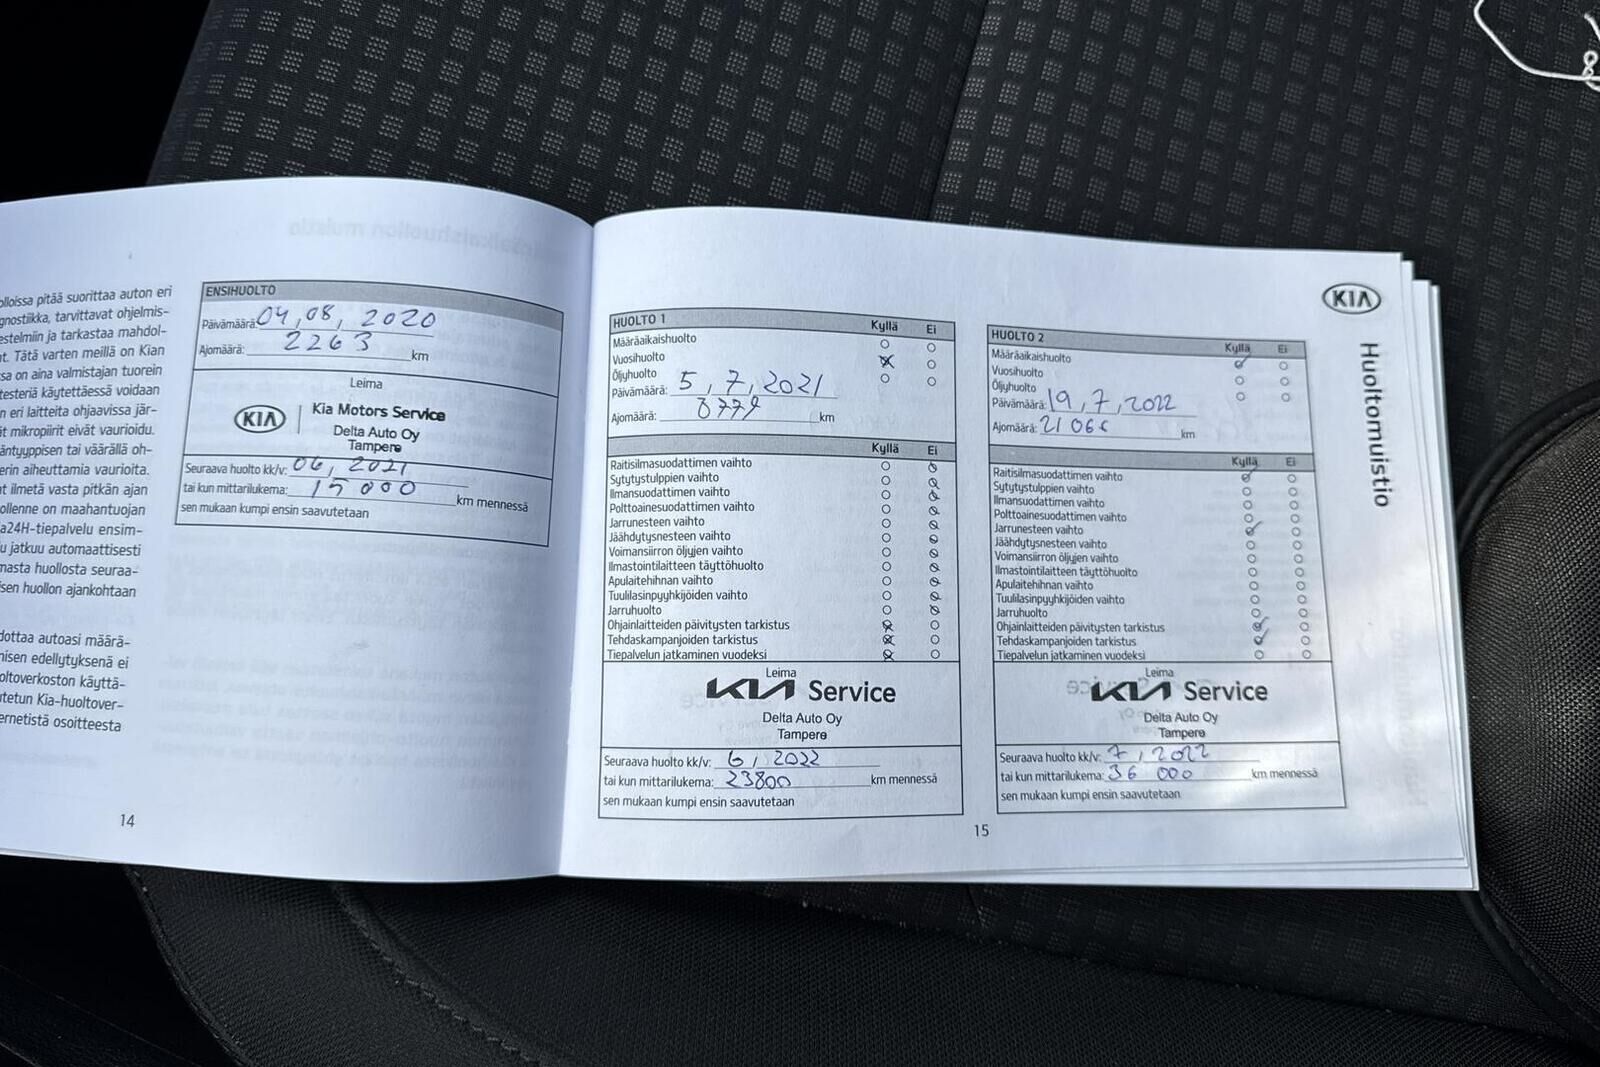 olloissa pitää suorittaa auton eri
gnostiikka, tarvittavat ohjelmis-
estelmiin ja tarkastaa mahdol-
t. Tätä varten meillä on Kian
sa on aina valmistajan tuorein
testeriä käytettäessä voidaan
n eri laitteita ohjaavissa jär-
ät mikropiirit eivät vaurioidu.
äntyyppisen tai väärällä oh-
erin aiheuttamia vaurioita.
t ilmetä vasta pitkän ajan
ollenne on maahantuojan
a24H-tiepalvelu ensim-
u jatkuu automaattisesti
masta huollosta seuraa-
sen huollon ajankohtaan
dottaa autoasi määrä-
misen edellytyksenä ei
oltoverkoston käyttä-
utetun Kia-huoltover-
ernetistä osoitteesta
ENSIHUOLTO
Päivämäärä: 04, 08, 2020
Ajomäärä: 2263 km
Leima
KIA Kia Motors Service
Delta Auto Oy
Tampere
Seuraava huolto kk/v: 06, 2021
tai kun mittarilukema: 15 000 km mennessä
sen mukaan kumpi ensin saavutetaan
14
HUOLTO 1 Kyllä Ei
Määräaikaishuolto
Vuosihuolto
Öljyhuolto
Päivämäärä: 5, 7, 2021
Ajomäärä: 8779 km
Kyllä Ei
Raitisilmasuodattimen vaihto
Sytytystulppien vaihto
Ilmansuodattimen vaihto
Polttoainesuodattimen vaihto
Jarrunesteen vaihto
Jäähdytysnesteen vaihto
Voimansiirron öljyjen vaihto
Ilmastointilaitteen täyttöhuolto
Apulaitehihnan vaihto
Tuulilasinpyyhkijöiden vaihto
Jarruhuolto
Ohjainlaitteiden päivitysten tarkistus
Tehdaskampanjoiden tarkistus
Tiepalvelun jatkaminen vuodeksi
Leima
KIA Service
Delta Auto Oy
Tampere
Seuraava huolto kk/v: 6, 2022
tai kun mittarilukema: 23800 km mennessä
sen mukaan kumpi ensin saavutetaan
15
HUOLTO 2 Kyllä Ei
Määräaikaishuolto
Vuosihuolto
Öljyhuolto
Päivämäärä: 19, 7, 2022
Ajomäärä: 21 066 km
Kyllä Ei
Raitisilmasuodattimen vaihto
Sytytystulppien vaihto
Ilmansuodattimen vaihto
Polttoainesuodattimen vaihto
Jarrunesteen vaihto
Jäähdytysnesteen vaihto
Voimansiirron öljyjen vaihto
Ilmastointilaitteen täyttöhuolto
Apulaitehihnan vaihto
Tuulilasinpyyhkijöiden vaihto
Jarruhuolto
Ohjainlaitteiden päivitysten tarkistus
Tehdaskampanjoiden tarkistus
Tiepalvelun jatkaminen vuodeksi
Leima
KIA Service
Delta Auto Oy
Tampere
Seuraava huolto kk/v: 7, 2022
tai kun mittarilukema: 36 000 km mennessä
sen mukaan kumpi ensin saavutetaan
KIA
Huoltomuistio